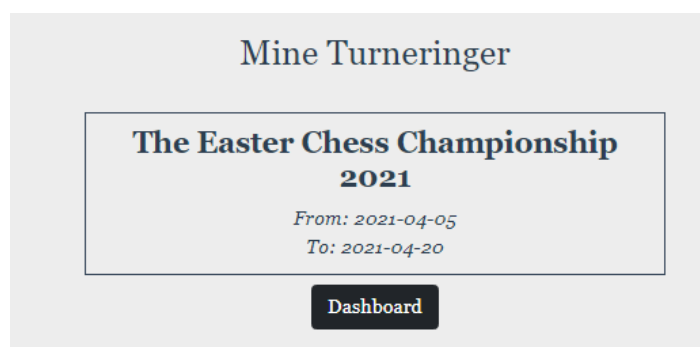 Mine Turneringer
The Easter Chess Championship
2021
From: 2021-04-05
To: 2021-04-20
Dashboard